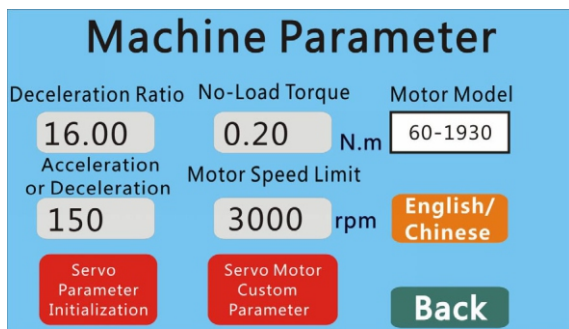 Machine Parameter
Deceleration Ratio No-Load Torque Motor Model
16.00 0.20 N.m 60-1930
Acceleration
or Deceleration
Motor Speed Limit
150 3000 rpm
English/
Chinese
Servo
Parameter
Initialization
Servo Motor
Custom
Parameter
Back